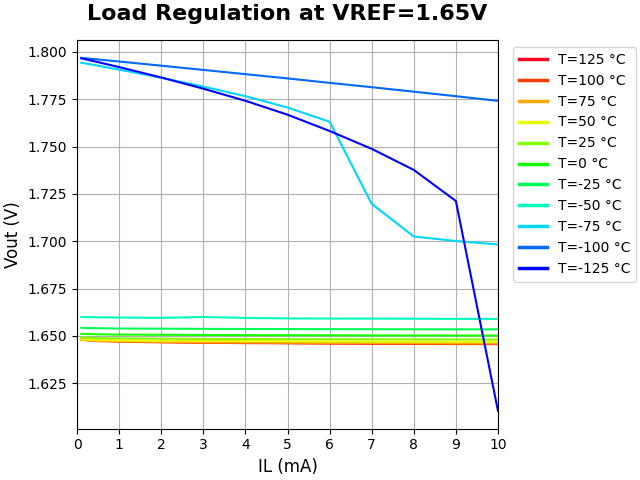 Load Regulation at VREF=1.65V
Vout (V)
1.800
1.775
1.750
1.725
1.700
1.675
1.650
1.625
0 1 2 3 4 5 6 7 8 9 10
IL (mA)
T=125 °C
T=100 °C
T=75 °C
T=50 °C
T=25 °C
T=0 °C
T=-25 °C
T=-50 °C
T=-75 °C
T=-100 °C
T=-125 °C